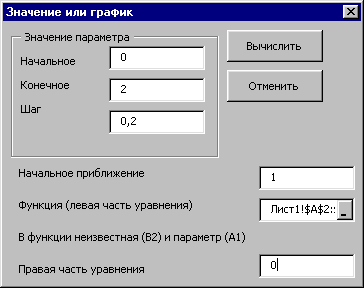 Значение или график
Значение параметра
Начальное 0
Конечное 2
Шаг 0,2
Вычислить
Отменить
Начальное приближение 1
Функция (левая часть уравнения) Лист1!$A$2::
В функции неизвестная (B2) и параметр (A1)
Правая часть уравнения 0